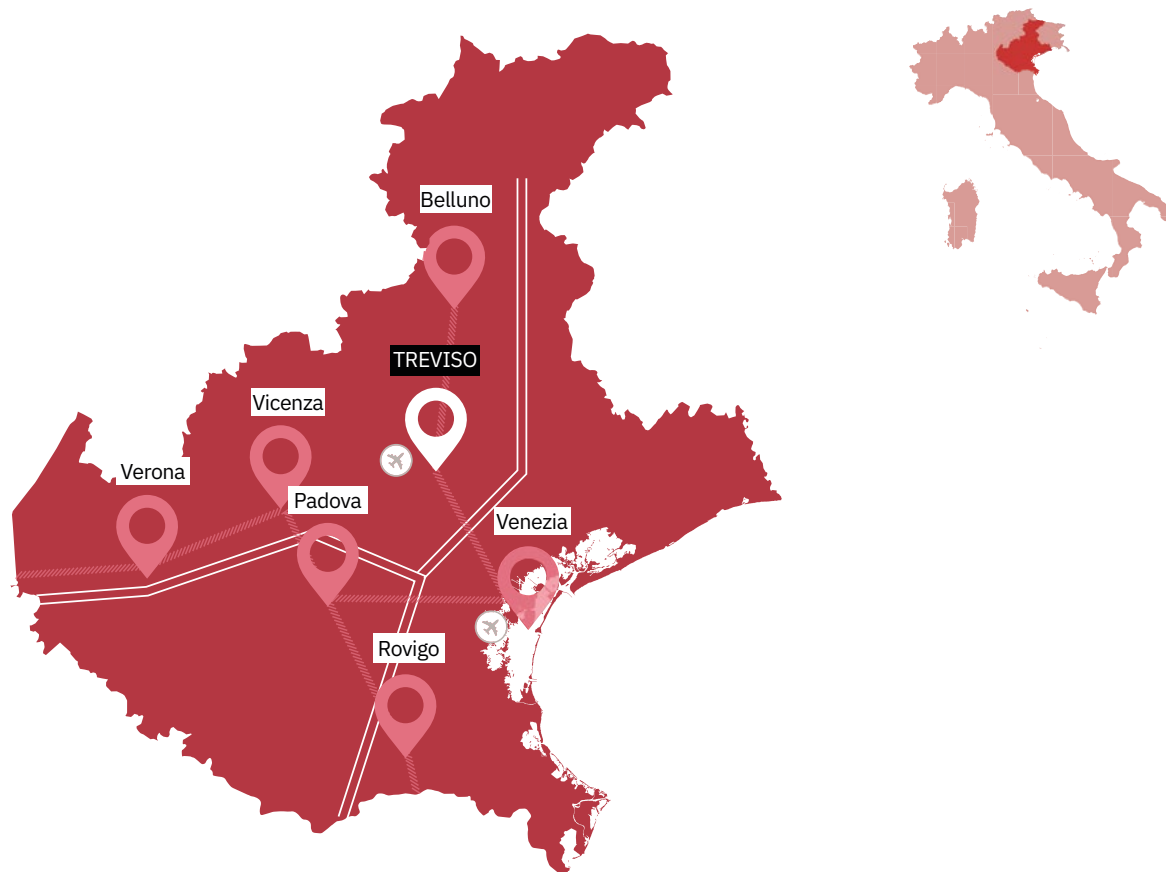 Belluno
TREVISO
Vicenza
Verona
Padova
Venezia
Rovigo